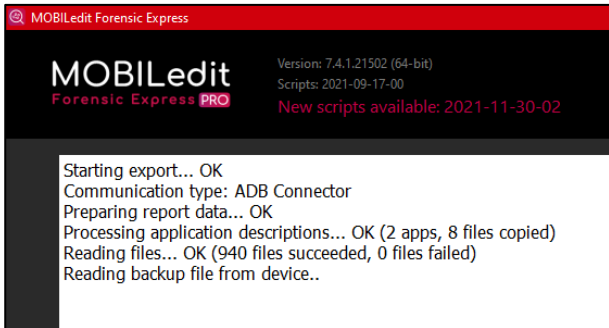 MOBILedit Forensic Express
MOBILedit
Forensic Express PRO
Version: 7.4.1.21502 (64-bit)
Scripts: 2021-09-17-00
New scripts available: 2021-11-30-02
Starting export... OK
Communication type: ADB Connector
Preparing report data... OK
Processing application descriptions... OK (2 apps, 8 files copied)
Reading files... OK (940 files succeeded, 0 files failed)
Reading backup file from device..